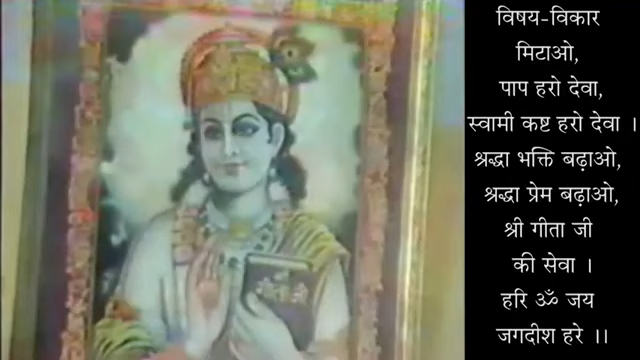 विषय-विकार
मिटाओ,
पाप हरो देवा,
स्वामी कष्ट हरो देवा ।
श्रद्धा भक्ति बढ़ाओ,
श्रद्धा प्रेम बढ़ाओ,
श्री गीता जी
की सेवा ।
हरि ॐ जय
जगदीश हरे ।।